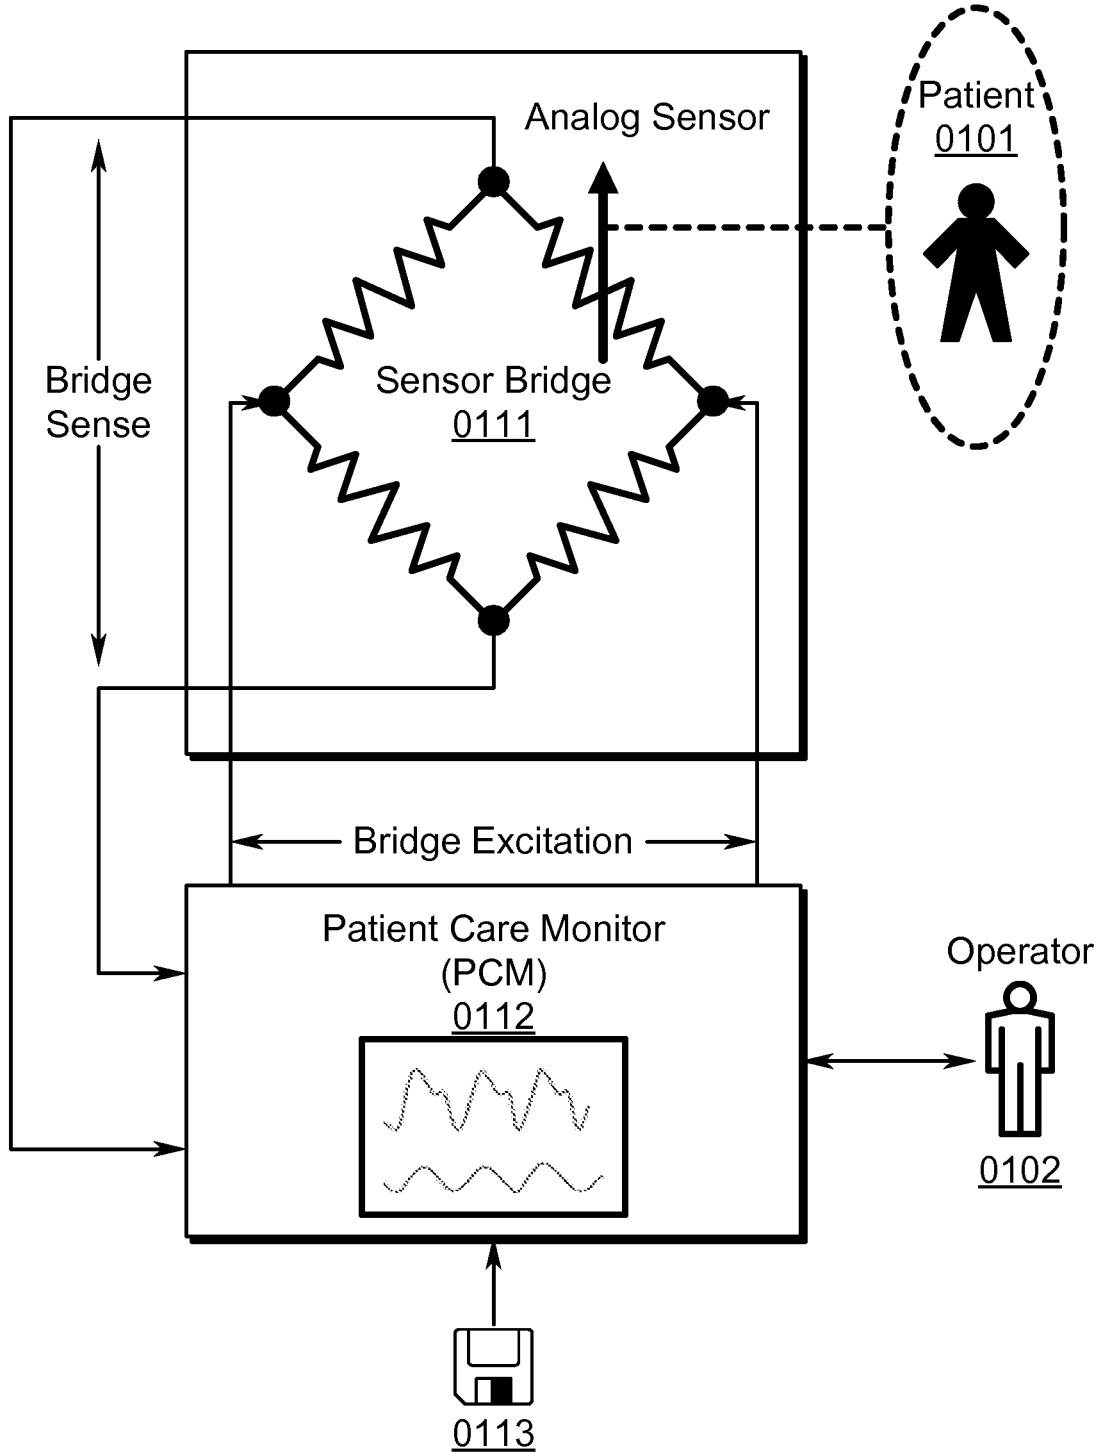 Patient
0101
Analog Sensor
Bridge
Sense
Sensor Bridge
0111
Bridge Excitation
Patient Care Monitor
(PCM)
0112
Operator
0102
0113